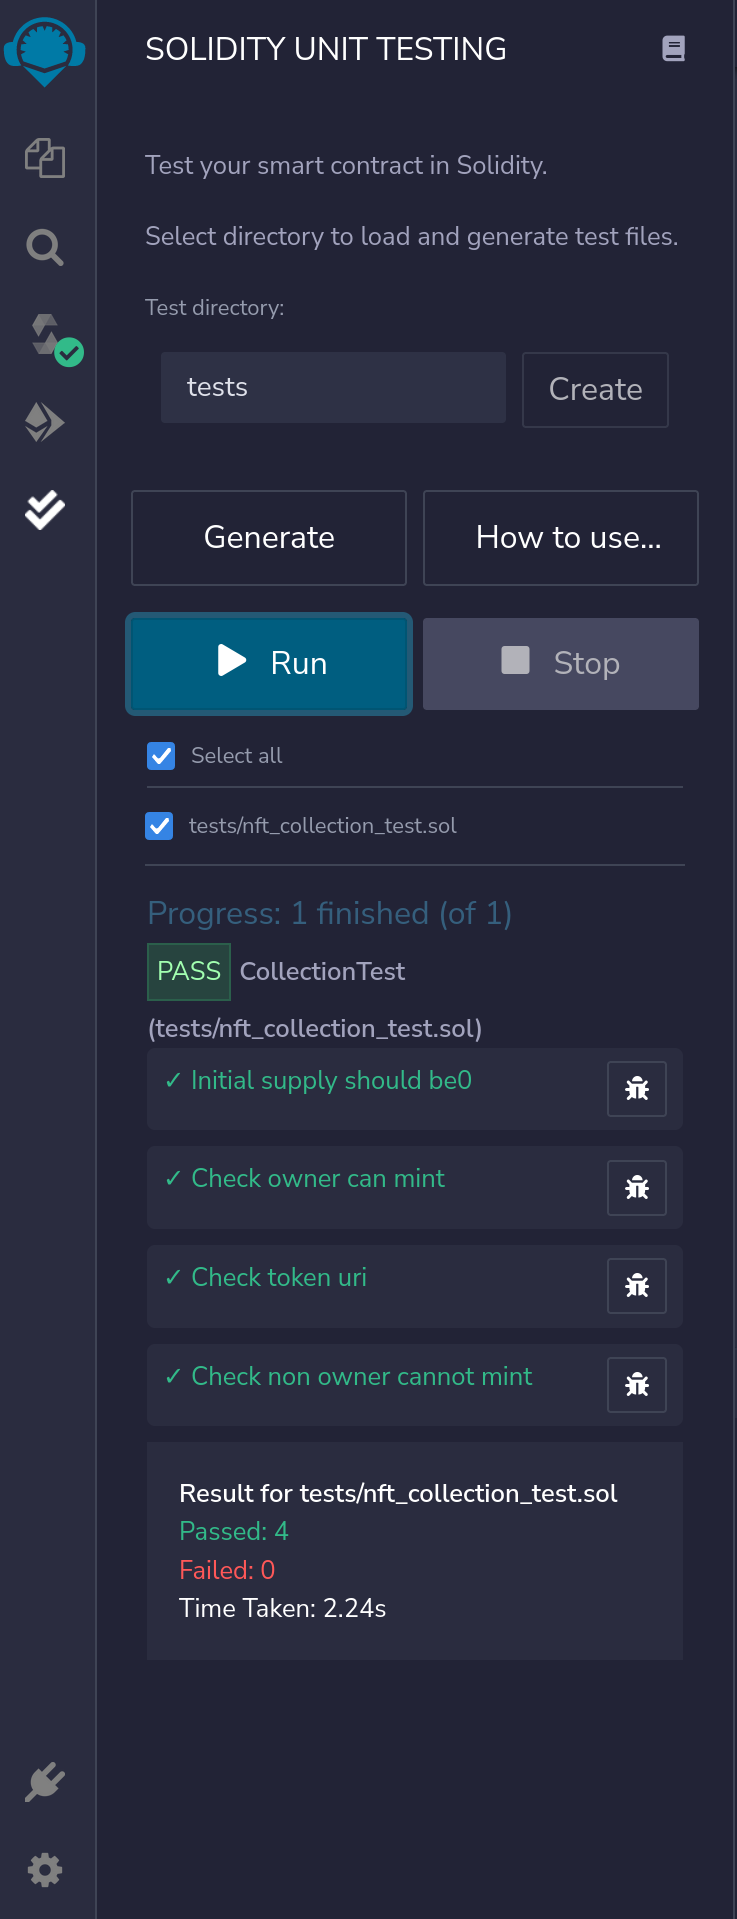 SOLIDITY UNIT TESTING
Test your smart contract in Solidity.
Select directory to load and generate test files.
Test directory:
tests
Create
Generate
How to use...
Run
Stop
Select all
tests/nft_collection_test.sol
Progress: 1 finished (of 1)
PASS CollectionTest
(tests/nft_collection_test.sol)
✓ Initial supply should be0
✓ Check owner can mint
✓ Check token uri
✓ Check non owner cannot mint
Result for tests/nft_collection_test.sol
Passed: 4
Failed: 0
Time Taken: 2.24s